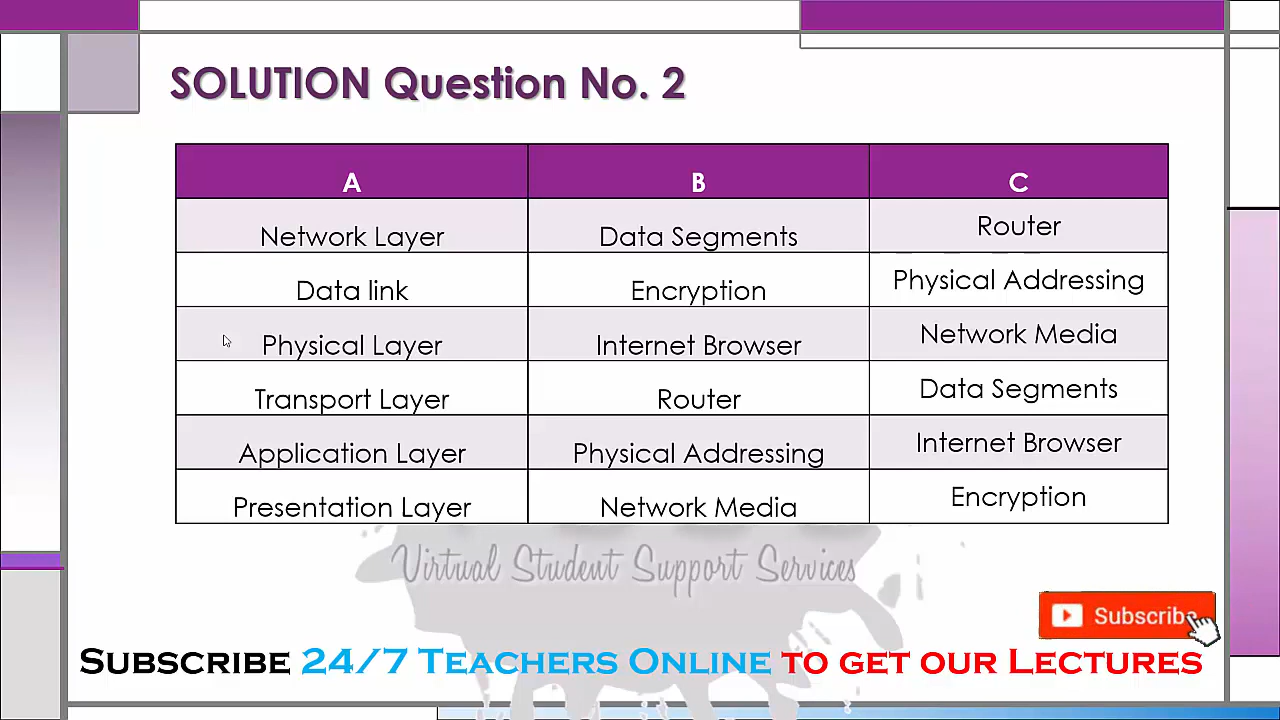 SOLUTION Question No. 2
A B C
Network Layer Data Segments Router
Data link Encryption Physical Addressing
Physical Layer Internet Browser Network Media
Transport Layer Router Data Segments
Application Layer Physical Addressing Internet Browser
Presentation Layer Network Media Encryption
Virtual Student Support Services
Subscribe
SUBSCRIBE 24/7 TEACHERS ONLINE TO GET OUR LECTURES